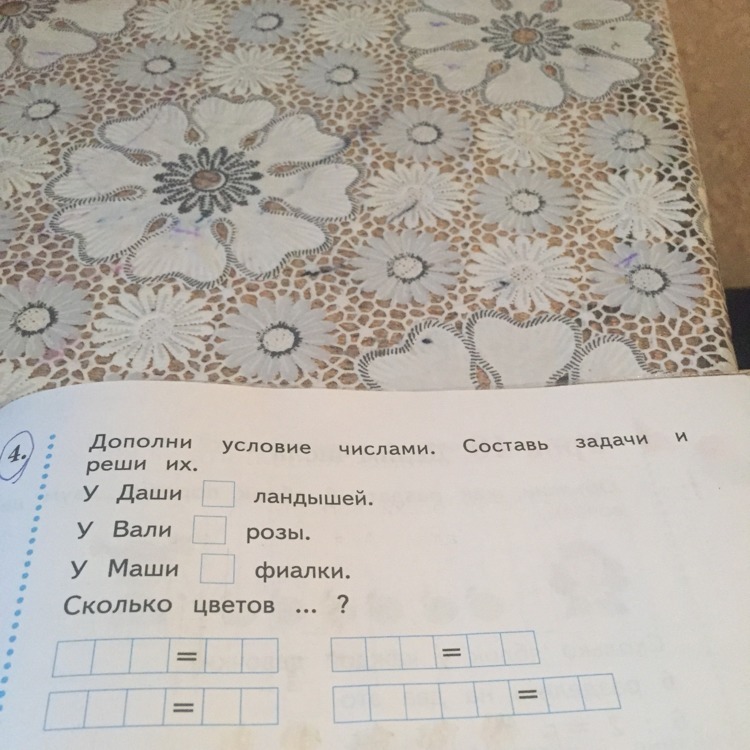 4.
Дополни условие числами. Составь задачи и
реши их.
У Даши ландышей.
У Вали розы.
У Маши фиалки.
Сколько цветов ... ?
= =
= =